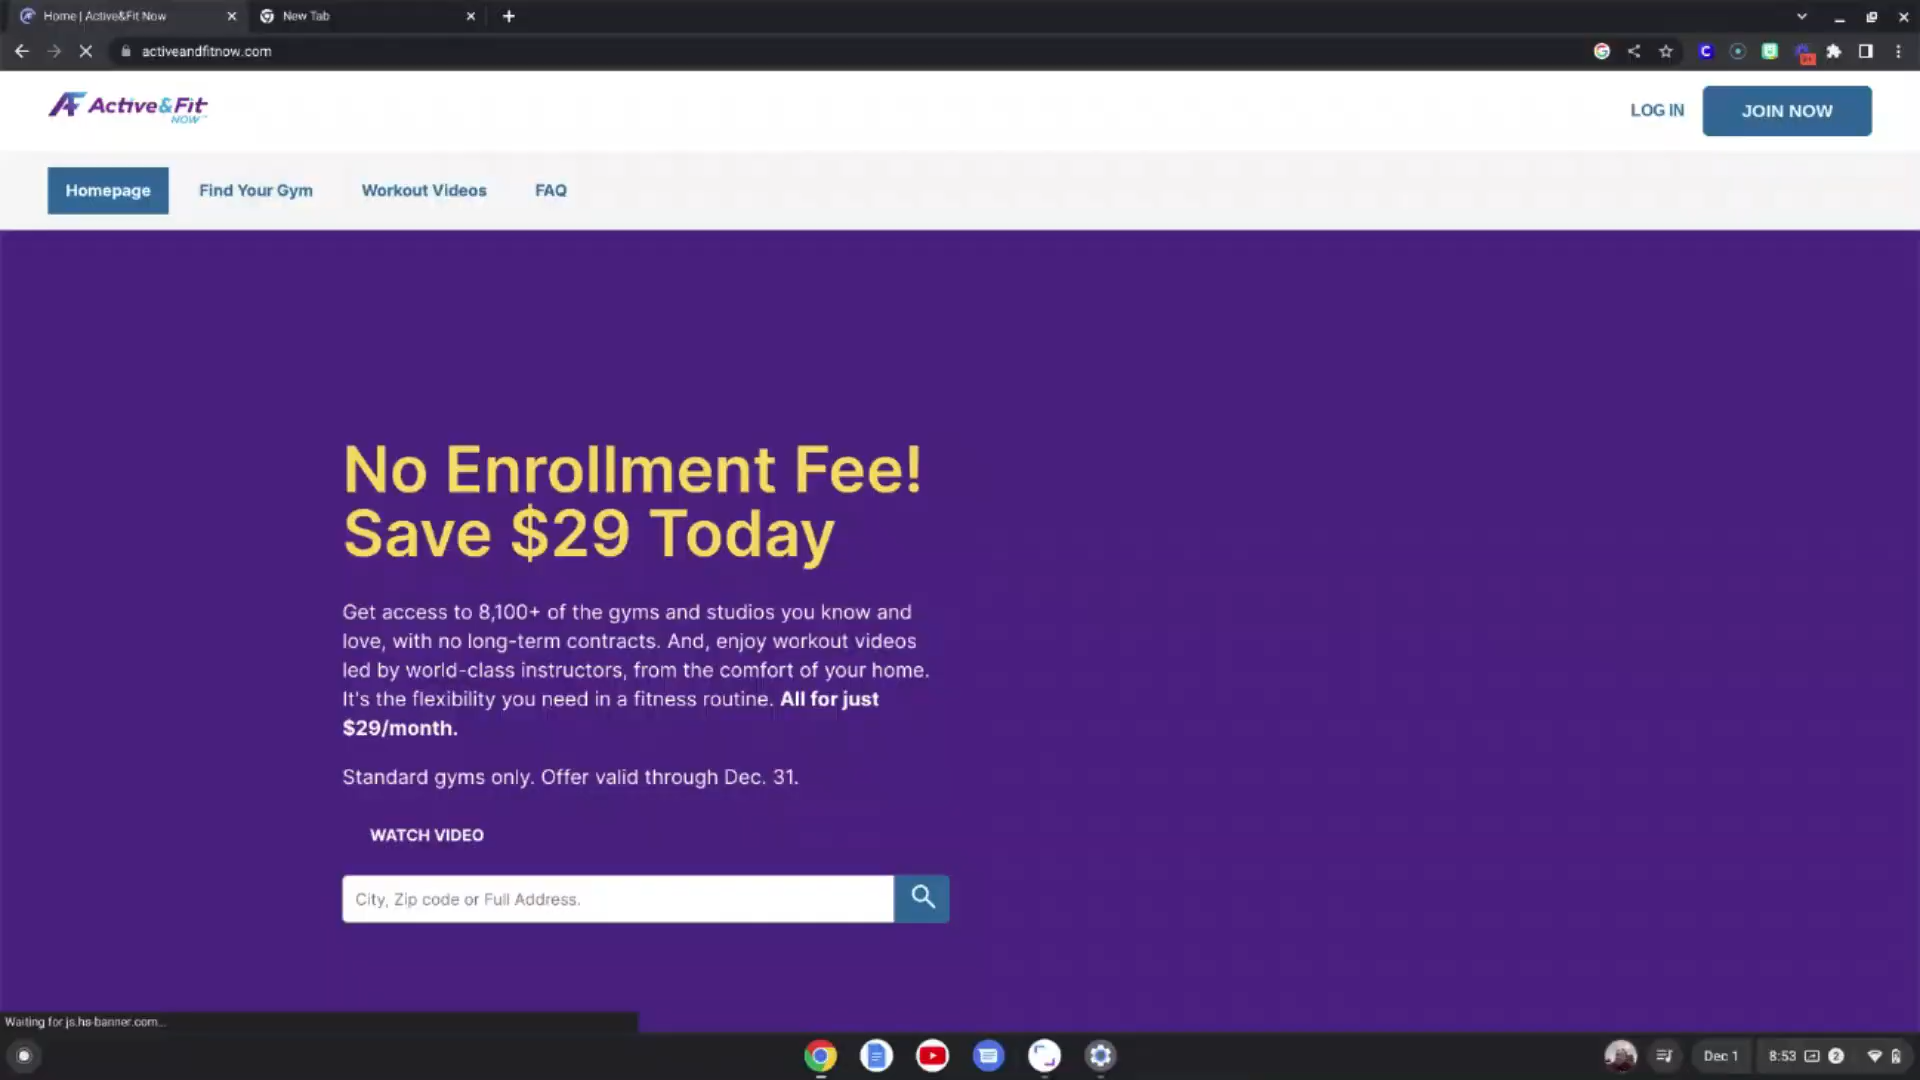 Home | Active&Fit Now
New Tab
activeandfitnow.com
Active&Fit
NOW
LOG IN
JOIN NOW
Homepage
Find Your Gym
Workout Videos
FAQ
No Enrollment Fee!
Save $29 Today
Get access to 8,100+ of the gyms and studios you know and
love, with no long-term contracts. And, enjoy workout videos
led by world-class instructors, from the comfort of your home.
It's the flexibility you need in a fitness routine. All for just
$29/month.
Standard gyms only. Offer valid through Dec. 31.
WATCH VIDEO
City, Zip code or Full Address.
Waiting for js.hs-banner.com...
Dec 1
8:53
2